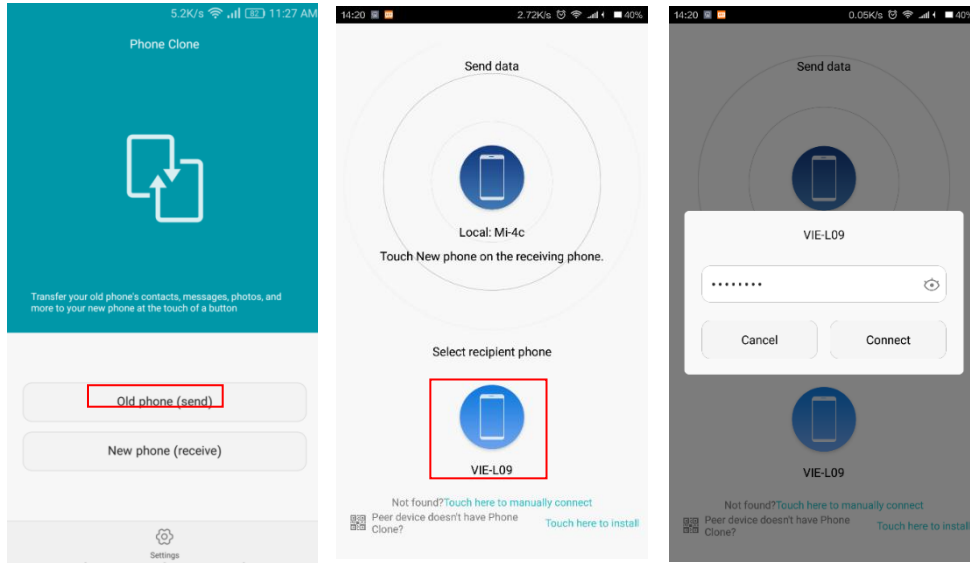 5.2K/s 82 11:27 AM
Phone Clone
Transfer your old phone's contacts, messages, photos, and
more to your new phone at the touch of a button
Old phone (send)
New phone (receive)
Settings
14:20 2.72K/s 40%
Send data
Local: Mi-4c
Touch New phone on the receiving phone.
Select recipient phone
VIE-L09
Not found?Touch here to manually connect
Peer device doesn't have Phone
Clone?
Touch here to install
14:20 0.05K/s 40%
Send data
VIE-L09
••••••••
Cancel Connect
VIE-L09
Not found?Touch here to manually connect
Peer device doesn't have Phone
Clone?
Touch here to install